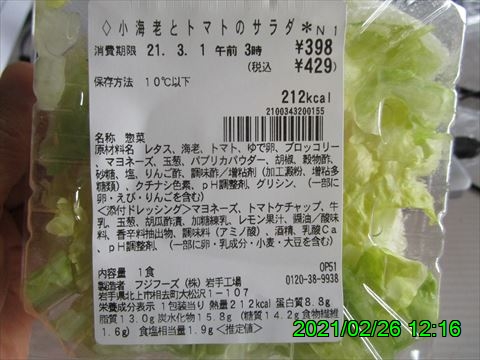 ◇小海老とトマトのサラダ*N1
消費期限 21. 3. 1 午前 3時 ¥398
(税込 ¥429)
保存方法 10℃以下
212kcal
2100343200155
名称 惣菜
原材料名 レタス、海老、トマト、ゆで卵、ブロッコリー
、マヨネーズ、玉葱、パプリカパウダー、胡椒、穀物酢、
砂糖、塩、りんご酢、調味酢／増粘剤（加工澱粉、増粘多
糖類）、クチナシ色素、ｐＨ調整剤、グリシン、（一部に
卵・えび・りんごを含む）
＜添付ドレッシング＞マヨネーズ、トマトケチャップ、牛
乳、玉葱、胡瓜酢漬、加糖練乳、レモン果汁、醤油／酸味
料、香辛料抽出物、調味料（アミノ酸）、酒精、乳酸Ｃａ
、ｐＨ調整剤、（一部に卵・乳成分・小麦・大豆を含む）
内容量 １食 OP51
製造者 フジフーズ（株）岩手工場 0120-38-9938
岩手県北上市相去町大松沢１－１０７
栄養成分表示 １包装当り 熱量２１２kcal 蛋白質８.８g
脂質１３.０g 炭水化物１５.８g （糖質１４.２g 食物繊維
１.６g） 食塩相当量１.９g ＜推定値＞
2021/02/26 12:16